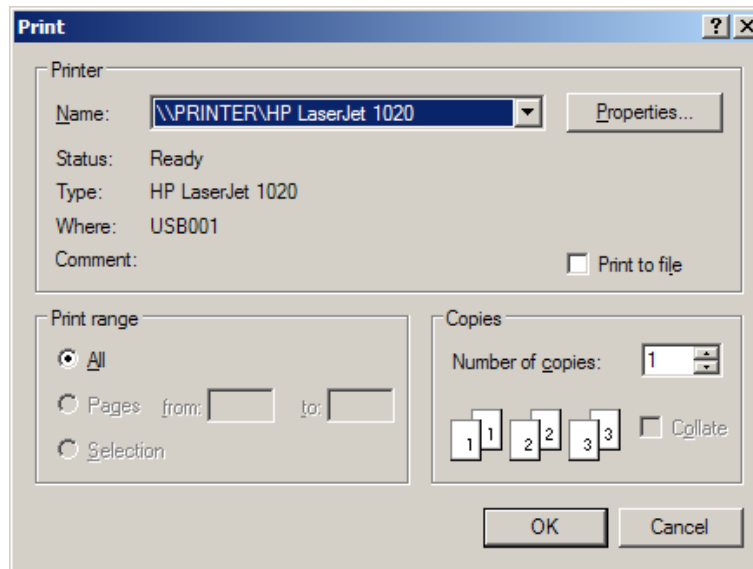 Print
Printer
Name: \\PRINTER\HP LaserJet 1020 Properties...
Status: Ready
Type: HP LaserJet 1020
Where: USB001
Comment: Print to file
Print range
All
Pages from: to:
Selection
Copies
Number of copies: 1
1 1 2 2 3 3 Collate
OK Cancel